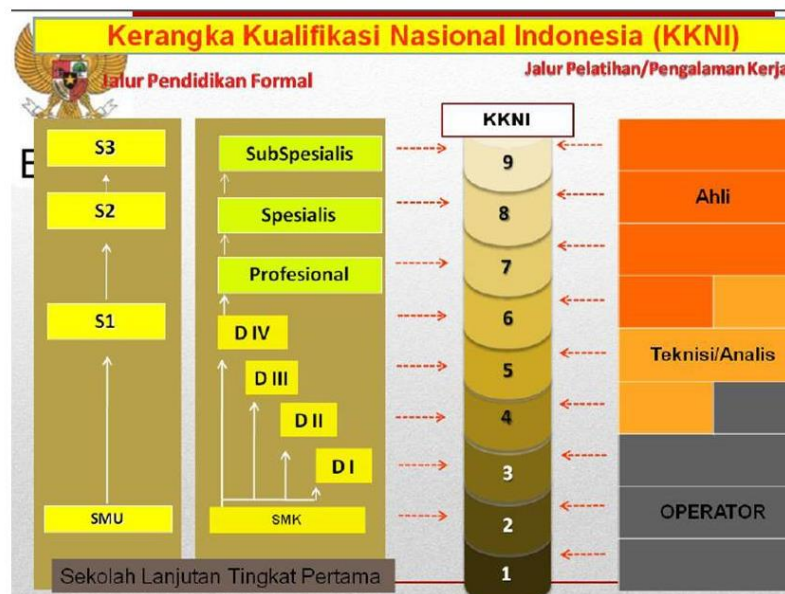 Kerangka Kualifikasi Nasional Indonesia (KKNI)
Jalur Pendidikan Formal
Jalur Pelatihan/Pengalaman Kerja
S3
S2
S1
SMU
SubSpesialis
Spesialis
Profesional
D IV
D III
D II
D I
SMK
Sekolah Lanjutan Tingkat Pertama
KKNI
9
8
7
6
5
4
3
2
1
Ahli
Teknisi/Analis
OPERATOR